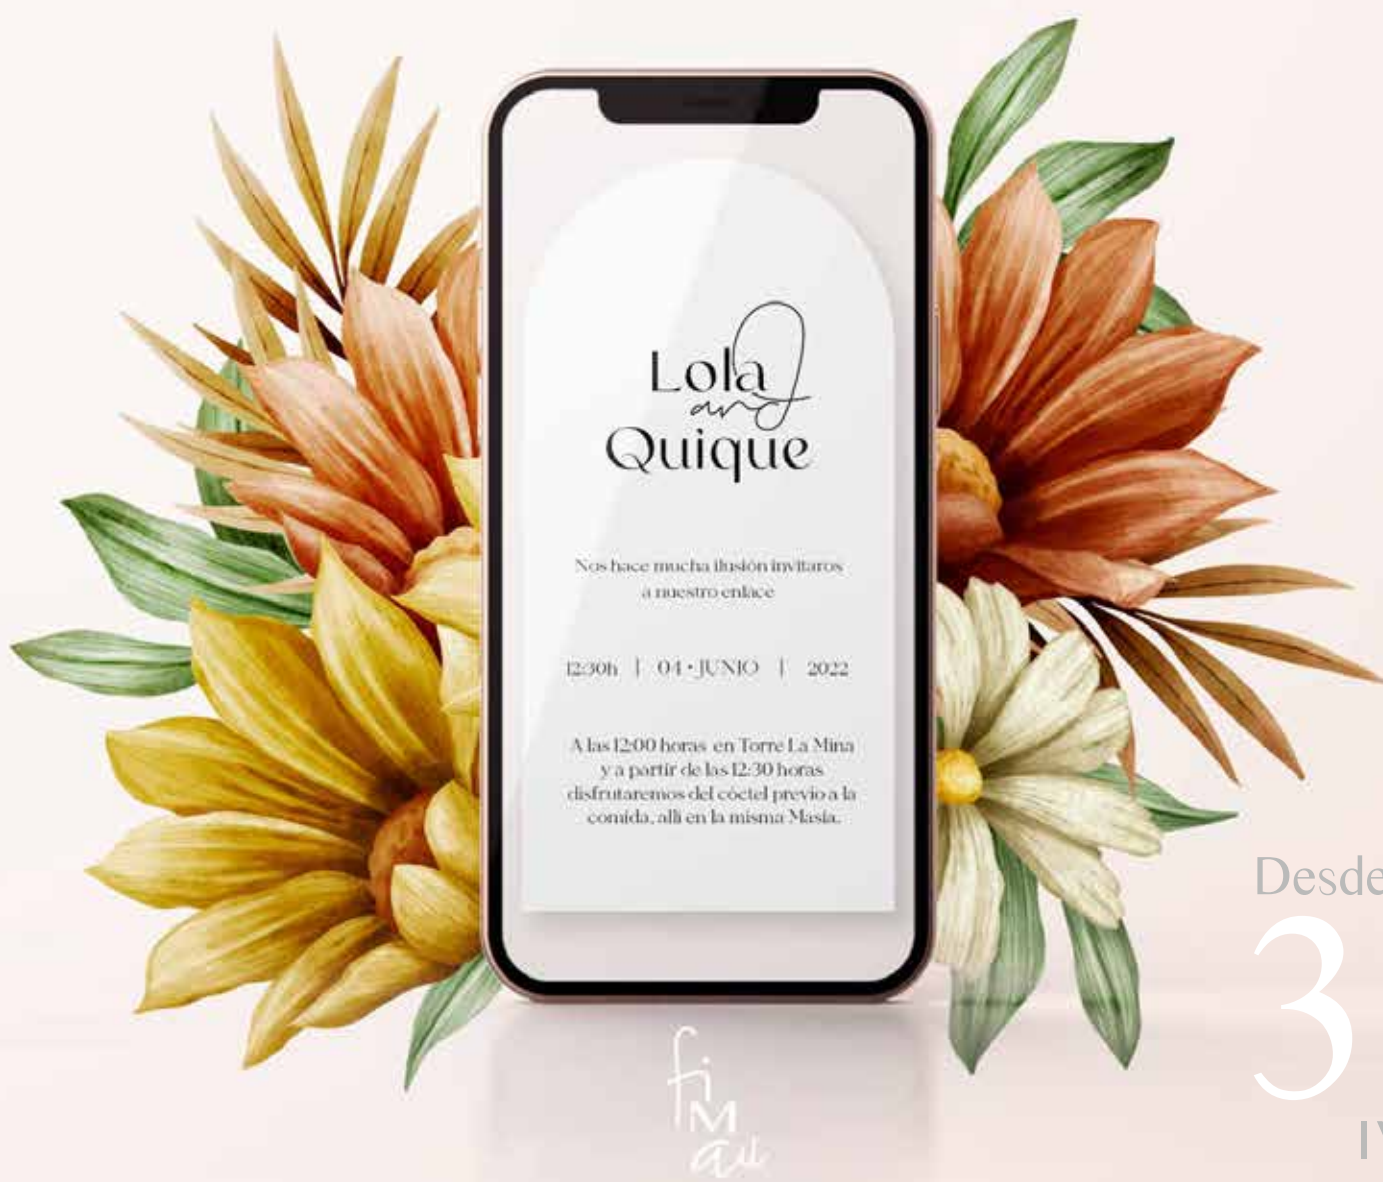 Lola
and
Quique
Nos hace mucha ilusión invitaros
a nuestro enlace
12:30h | 04 • JUNIO | 2022
A las 12:00 horas en Torre La Mina
y a partir de las 12:30 horas
disfrutaremos del cóctel previo a la
comida, allí en la misma Masía.
Desde
3
fi
M
au